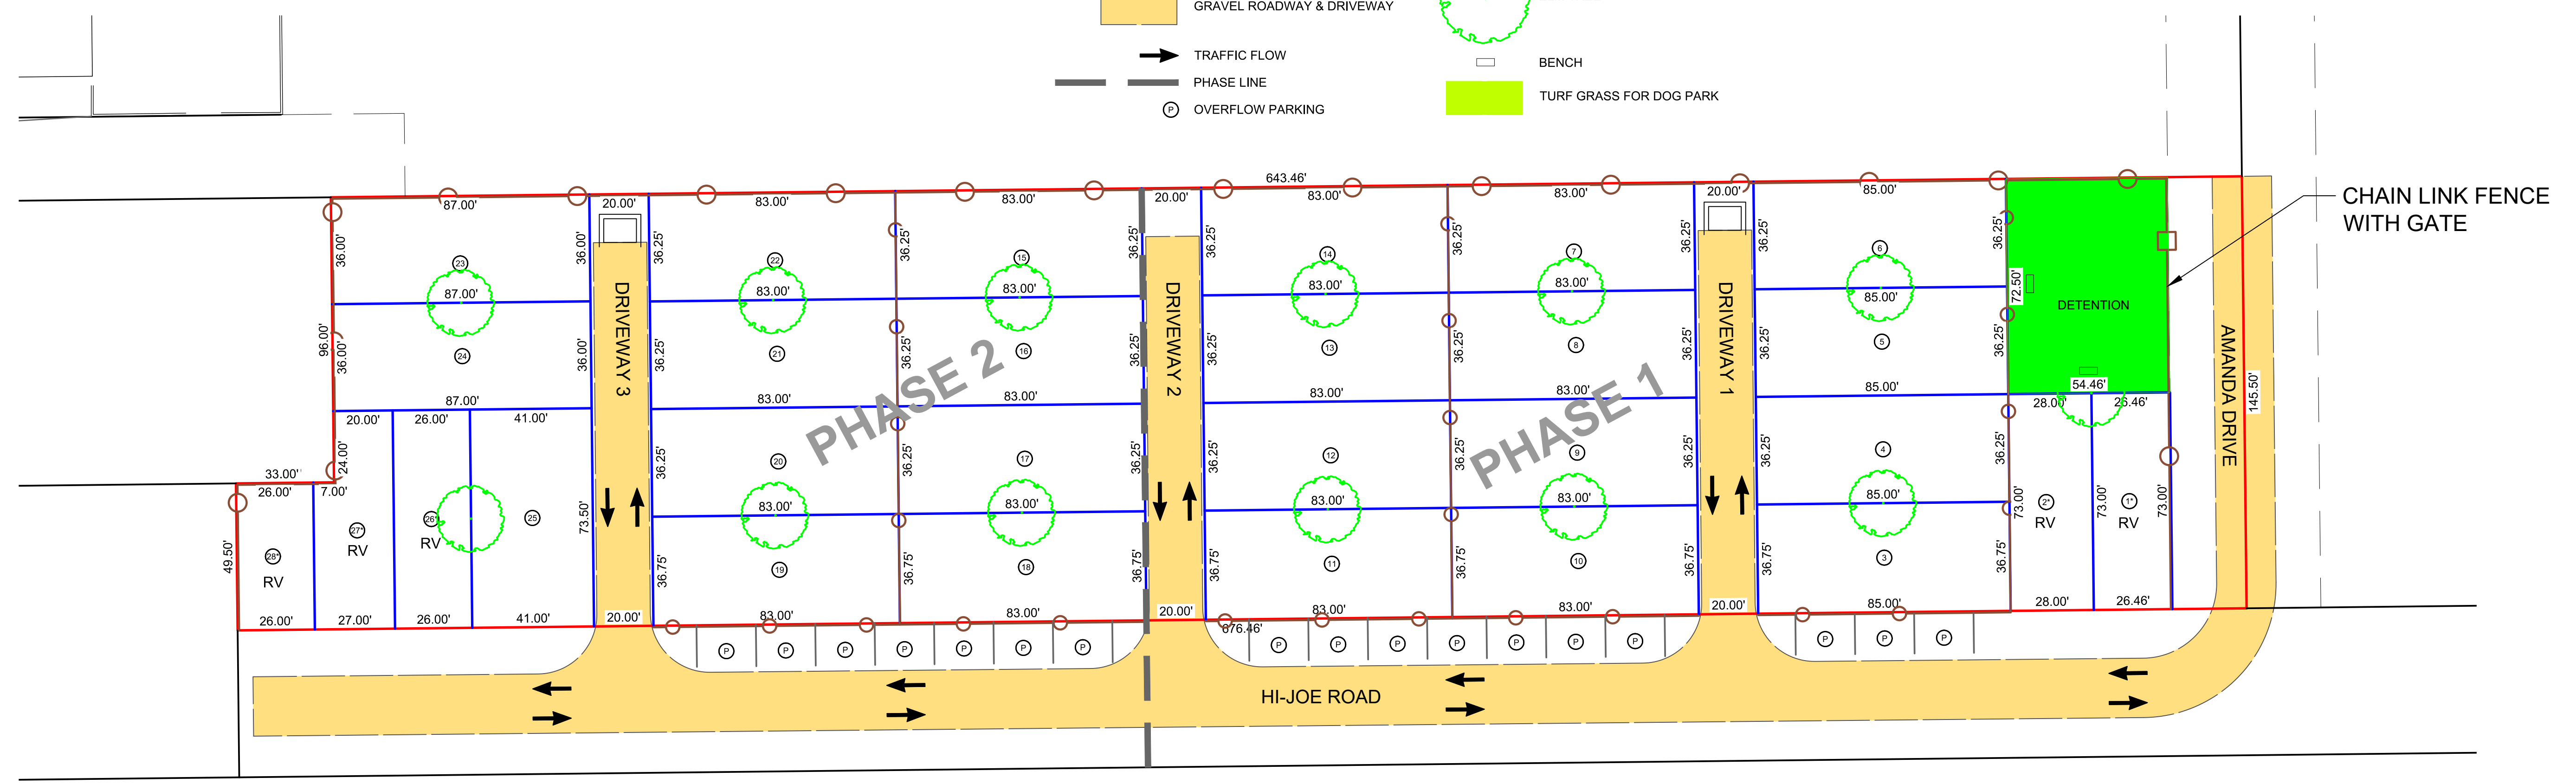 GRAVEL ROADWAY & DRIVEWAY
TRAFFIC FLOW
PHASE LINE
P OVERFLOW PARKING
BENCH
TURF GRASS FOR DOG PARK
643.46'
87.00' 20.00' 83.00' 83.00' 20.00' 83.00' 83.00' 20.00' 85.00'
CHAIN LINK FENCE
WITH GATE
36.00' 36.00' 36.25' 36.25' 36.25' 36.25' 36.25' 36.25' 36.25' 36.25'
23 22 15 14 7 6
87.00' 83.00' 83.00' 83.00' 83.00' 85.00' 72.50'
DETENTION
DRIVEWAY 3
DRIVEWAY 2
DRIVEWAY 1
AMANDA DRIVE
145.50'
96.00' 36.00' 36.00' 36.25' 36.25' 36.25' 36.25' 36.25' 36.25' 36.25' 36.25'
24 21 16 13 8 5
PHASE 2
PHASE 1
87.00' 83.00' 83.00' 83.00' 83.00' 85.00' 54.46'
20.00' 26.00' 41.00' 28.00' 26.46'
24.00' 36.25' 36.25' 36.25' 36.25' 36.25' 36.25' 36.25' 36.25'
20 17 12 9 4
33.00'
26.00' 7.00'
83.00' 83.00' 83.00' 83.00' 85.00'
28* 27* 26* 25 2* 1*
RV RV RV RV RV
49.50' 73.50' 73.00' 73.00' 73.00'
36.75' 36.75' 36.75' 36.75' 36.75' 36.75' 36.75' 36.75'
19 18 11 10 3
26.00' 27.00' 26.00' 41.00' 20.00' 83.00' 83.00' 20.00' 83.00' 83.00' 20.00' 85.00' 28.00' 26.46'
676.46'
P P P P P P P P P P P P P P P P P
HI-JOE ROAD